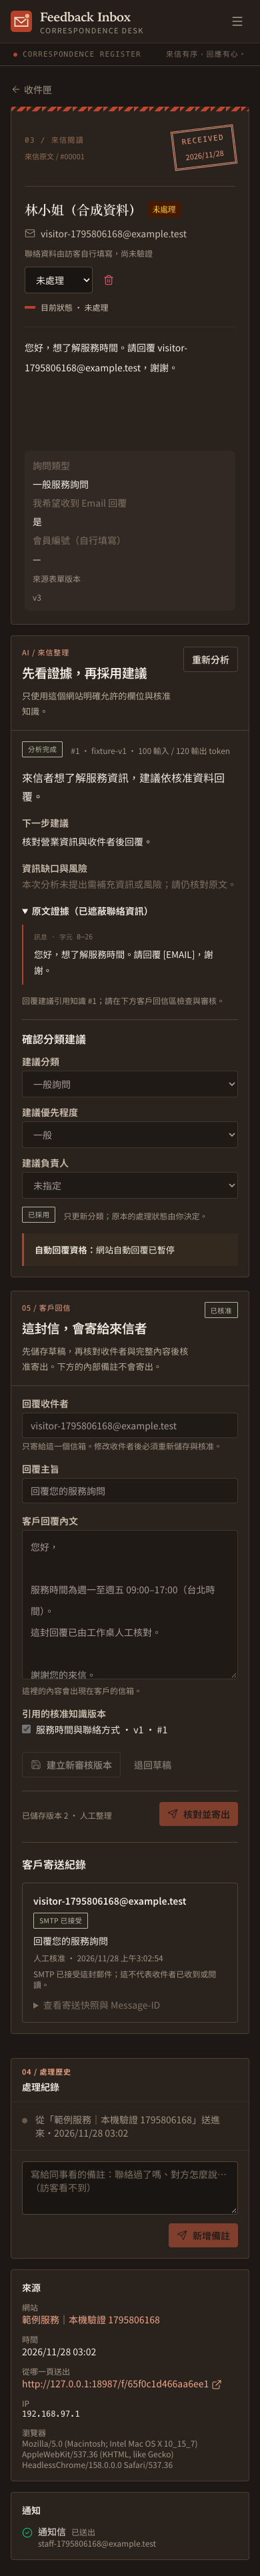 Feedback Inbox
CORRESPONDENCE DESK
CORRESPONDENCE REGISTER
來信有序，回應有心。
收件匣
03 / 來信閱讀
來信原文 / #00001
RECEIVED
2026/11/28
林小姐（合成資料）
未處理
visitor-1795806168@example.test
聯絡資料由訪客自行填寫，尚未驗證
未處理
目前狀態 · 未處理
您好，想了解服務時間。請回覆 visitor-
1795806168@example.test，謝謝。
詢問類型
一般服務詢問
我希望收到 Email 回覆
是
會員編號（自行填寫）
—
來源表單版本
v3
AI / 來信整理
先看證據，再採用建議
重新分析
只使用這個網站明確允許的欄位與核准
知識。
分析完成
#1 · fixture-v1 · 100 輸入 / 120 輸出 token
來信者想了解服務資訊，建議依核准資料回
覆。
下一步建議
核對營業資訊與收件者後回覆。
資訊缺口與風險
本次分析未提出需補充資訊或風險；請仍核對原文。
▼ 原文證據（已遮蔽聯絡資訊）
訊息 · 字元 0–26
您好，想了解服務時間。請回覆 [EMAIL]，謝
謝。
回覆建議引用知識 #1；請在下方客戶回信區檢查與審核。
確認分類建議
建議分類
一般詢問
建議優先程度
一般
建議負責人
未指定
已採用
只更新分類；原本的處理狀態由你決定。
自動回覆資格：網站自動回覆已暫停
05 / 客戶回信
已核准
這封信，會寄給來信者
先儲存草稿，再核對收件者與完整內容後核
准寄出。下方的內部備註不會寄出。
回覆收件者
visitor-1795806168@example.test
只寄給這一個信箱。修改收件者後必須重新儲存與核准。
回覆主旨
回覆您的服務詢問
客戶回覆內文
您好，
服務時間為週一至週五 09:00–17:00（台北時
間）。
這封回覆已由工作桌人工核對。
謝謝您的來信。
這裡的內容會出現在客戶的信箱。
引用的核准知識版本
服務時間與聯絡方式 · v1 · #1
建立新審核版本
退回草稿
已儲存版本 2 · 人工整理
核對並寄出
客戶寄送紀錄
visitor-1795806168@example.test
SMTP 已接受
回覆您的服務詢問
人工核准 · 2026/11/28 上午3:02:54
SMTP 已接受這封郵件；這不代表收件者已收到或閱
讀。
▶ 查看寄送快照與 Message-ID
04 / 處理歷史
處理紀錄
從「範例服務｜本機驗證 1795806168」送進
來 · 2026/11/28 03:02
寫給同事看的備註：聯絡過了嗎、對方怎麼說…
（訪客看不到）
新增備註
來源
網站
範例服務｜本機驗證 1795806168
時間
2026/11/28 03:02
從哪一頁送出
http://127.0.0.1:18987/f/65f0c1d466aa6ee1
IP
192.168.97.1
瀏覽器
Mozilla/5.0 (Macintosh; Intel Mac OS X 10_15_7)
AppleWebKit/537.36 (KHTML, like Gecko)
HeadlessChrome/158.0.0.0 Safari/537.36
通知
通知信 已送出
staff-1795806168@example.test